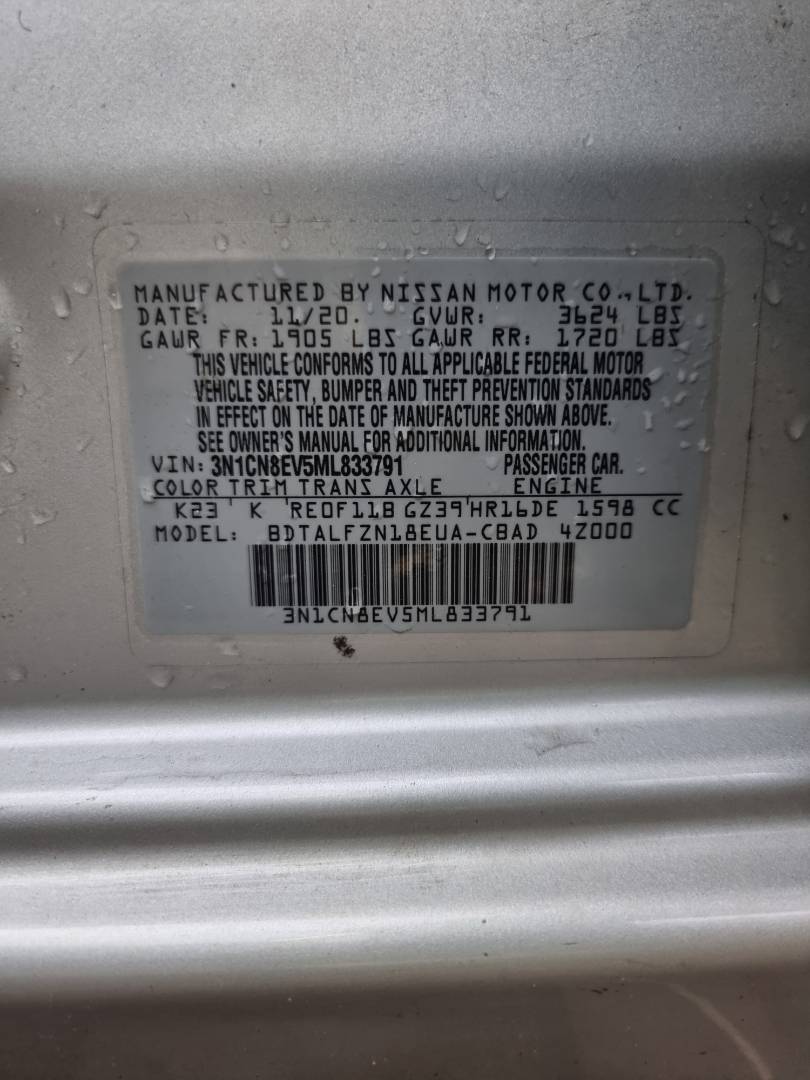 MANUFACTURED BY NISSAN MOTOR CO., LTD.
DATE: 11/20. GVWR: 3624 LBS
GAWR FR: 1905 LBS GAWR RR: 1720 LBS
THIS VEHICLE CONFORMS TO ALL APPLICABLE FEDERAL MOTOR
VEHICLE SAFETY, BUMPER AND THEFT PREVENTION STANDARDS
IN EFFECT ON THE DATE OF MANUFACTURE SHOWN ABOVE.
SEE OWNER'S MANUAL FOR ADDITIONAL INFORMATION.
VIN: 3N1CN8EV5ML833791 PASSENGER CAR.
COLOR TRIM TRANS AXLE ENGINE
K23 K RE0F11B GZ39 HR16DE 1598 CC
MODEL: BDTALFZN18EUA-CBAD 4Z000
3N1CN8EV5ML833791